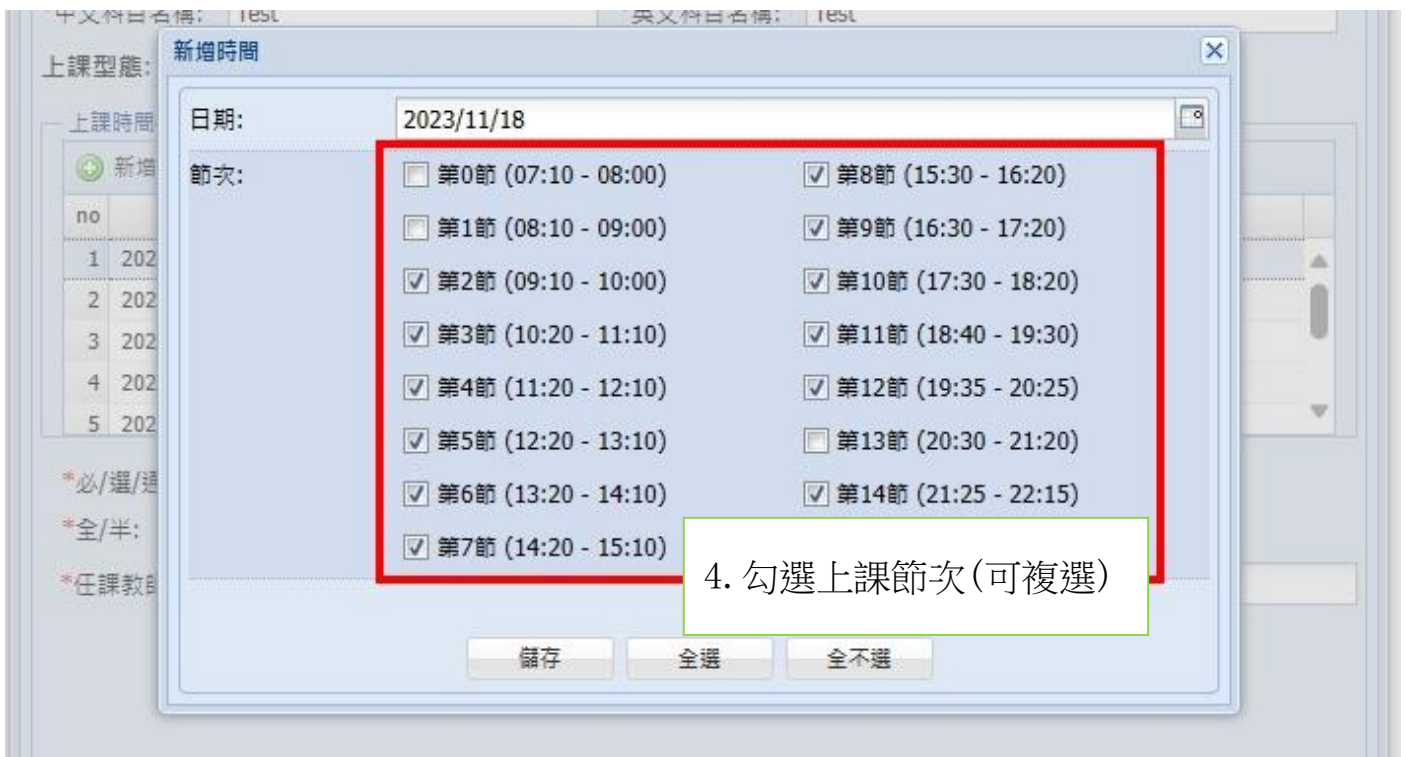 *中文科目名稱: Test *英文科目名稱: Test
新增時間
上課型態:
上課時間
日期: 2023/11/18
新增
節次:
第0節 (07:10 - 08:00) 第8節 (15:30 - 16:20)
no
第1節 (08:10 - 09:00) 第9節 (16:30 - 17:20)
1 202
第2節 (09:10 - 10:00) 第10節 (17:30 - 18:20)
2 202
第3節 (10:20 - 11:10) 第11節 (18:40 - 19:30)
3 202
第4節 (11:20 - 12:10) 第12節 (19:35 - 20:25)
4 202
第5節 (12:20 - 13:10) 第13節 (20:30 - 21:20)
5 202
第6節 (13:20 - 14:10) 第14節 (21:25 - 22:15)
*必/選/通
*全/半:
第7節 (14:20 - 15:10)
4. 勾選上課節次(可複選)
*任課教師
儲存 全選 全不選